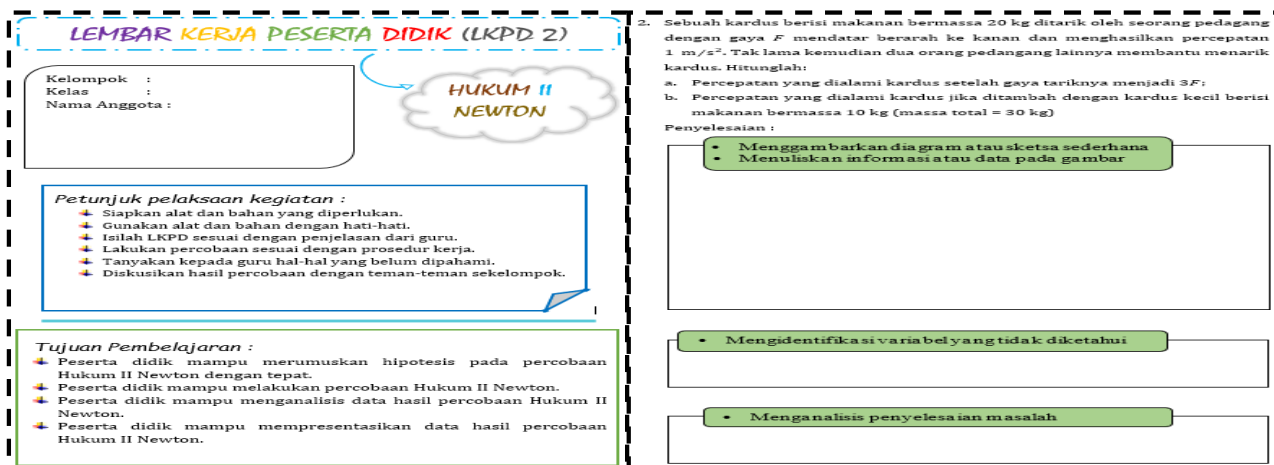 LEMBAR KERJA PESERTA DIDIK (LKPD 2)
Kelompok :
Kelas :
Nama Anggota :
HUKUM II
NEWTON
Petunjuk pelaksaan kegiatan :
Siapkan alat dan bahan yang diperlukan.
Gunakan alat dan bahan dengan hati-hati.
Isilah LKPD sesuai dengan penjelasan dari guru.
Lakukan percobaan sesuai dengan prosedur kerja.
Tanyakan kepada guru hal-hal yang belum dipahami.
Diskusikan hasil percobaan dengan teman-teman sekelompok.
Tujuan Pembelajaran :
Peserta didik mampu merumuskan hipotesis pada percobaan
Hukum II Newton dengan tepat.
Peserta didik mampu melakukan percobaan Hukum II Newton.
Peserta didik mampu menganalisis data hasil percobaan Hukum II
Newton.
Peserta didik mampu mempresentasikan data hasil percobaan
Hukum II Newton.
2. Sebuah kardus berisi makanan bermassa 20 kg ditarik oleh seorang pedagang
dengan gaya F mendatar berarah ke kanan dan menghasilkan percepatan
1 m/s². Tak lama kemudian dua orang pedangang lainnya membantu menarik
kardus. Hitunglah:
a. Percepatan yang dialami kardus setelah gaya tariknya menjadi 3F;
b. Percepatan yang dialami kardus jika ditambah dengan kardus kecil berisi
makanan bermassa 10 kg (massa total = 30 kg)
Penyelesaian :
• Menggambarkan diagram atau sketsa sederhana
• Menuliskan informasi atau data pada gambar
• Mengidentifikasi variabel yang tidak diketahui
• Menganalisis penyelesaian masalah